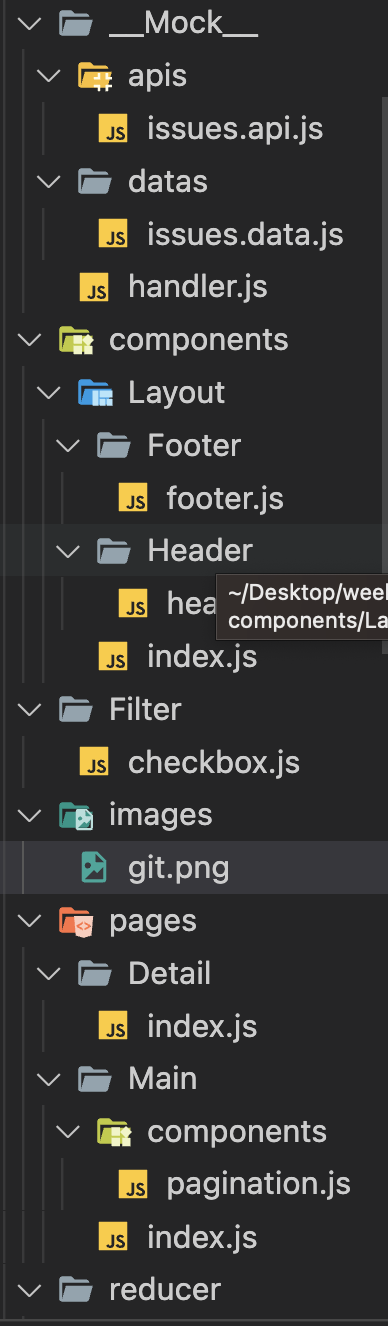 __Mock__
apis
JS issues.api.js
datas
JS issues.data.js
JS handler.js
components
Layout
Footer
JS footer.js
Header
JS hea
~/Desktop/week
components/La
JS index.js
Filter
JS checkbox.js
images
git.png
pages
Detail
JS index.js
Main
components
JS pagination.js
JS index.js
reducer